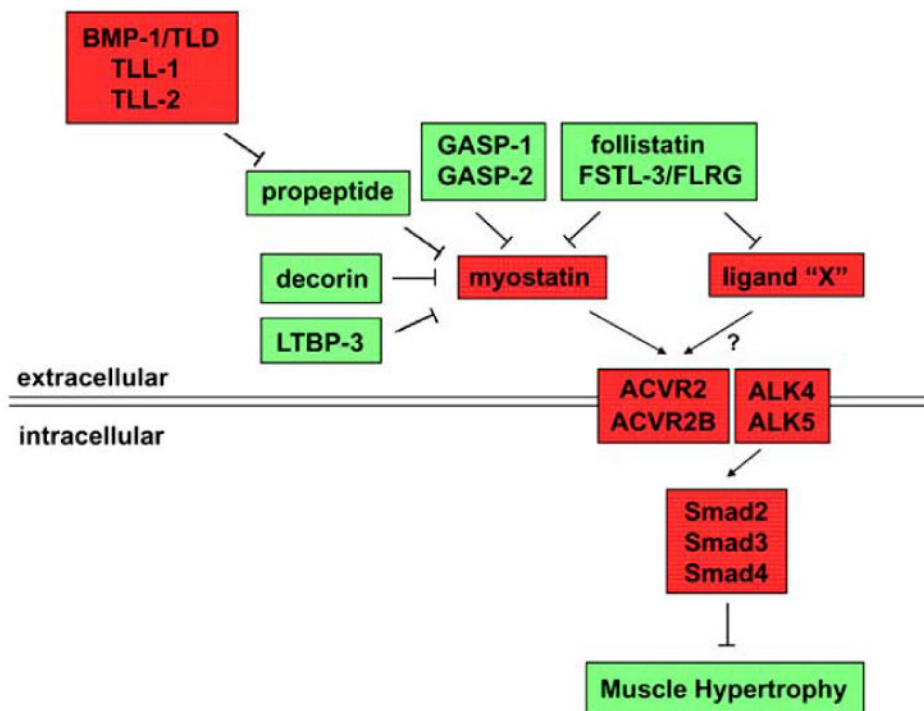 BMP-1/TLD
TLL-1
TLL-2
GASP-1
GASP-2
follistatin
FSTL-3/FLRG
propeptide
decorin
myostatin
ligand “X”
LTBP-3
?
extracellular
intracellular
ACVR2
ACVR2B
ALK4
ALK5
Smad2
Smad3
Smad4
Muscle Hypertrophy